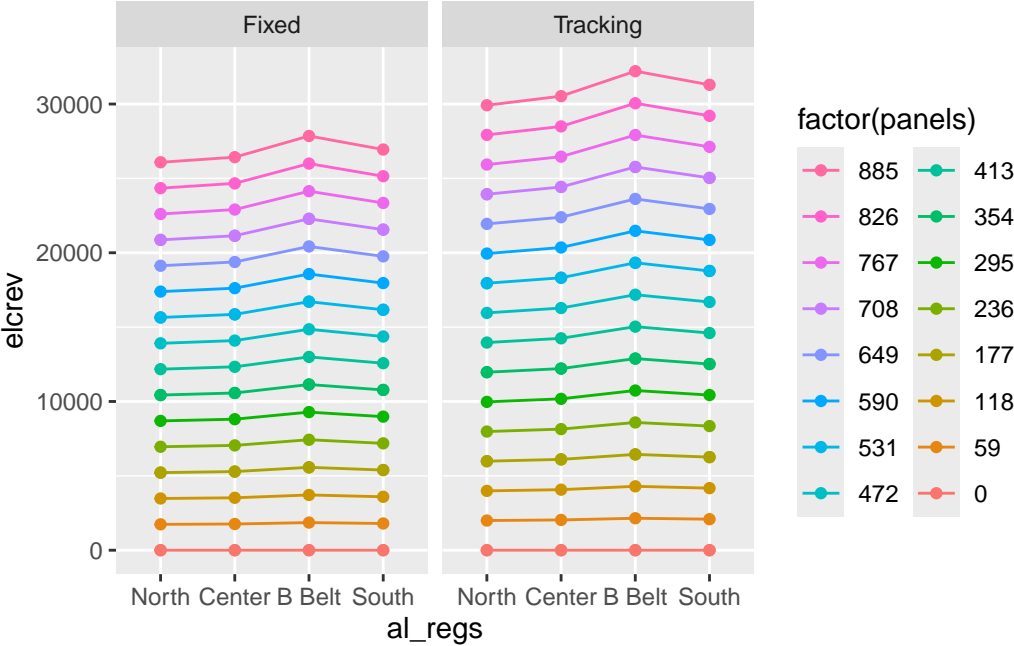 Fixed Tracking
30000
20000
10000
0
elcrev
North Center B Belt South North Center B Belt South
al_regs
factor(panels)
885 413
826 354
767 295
708 236
649 177
590 118
531 59
472 0